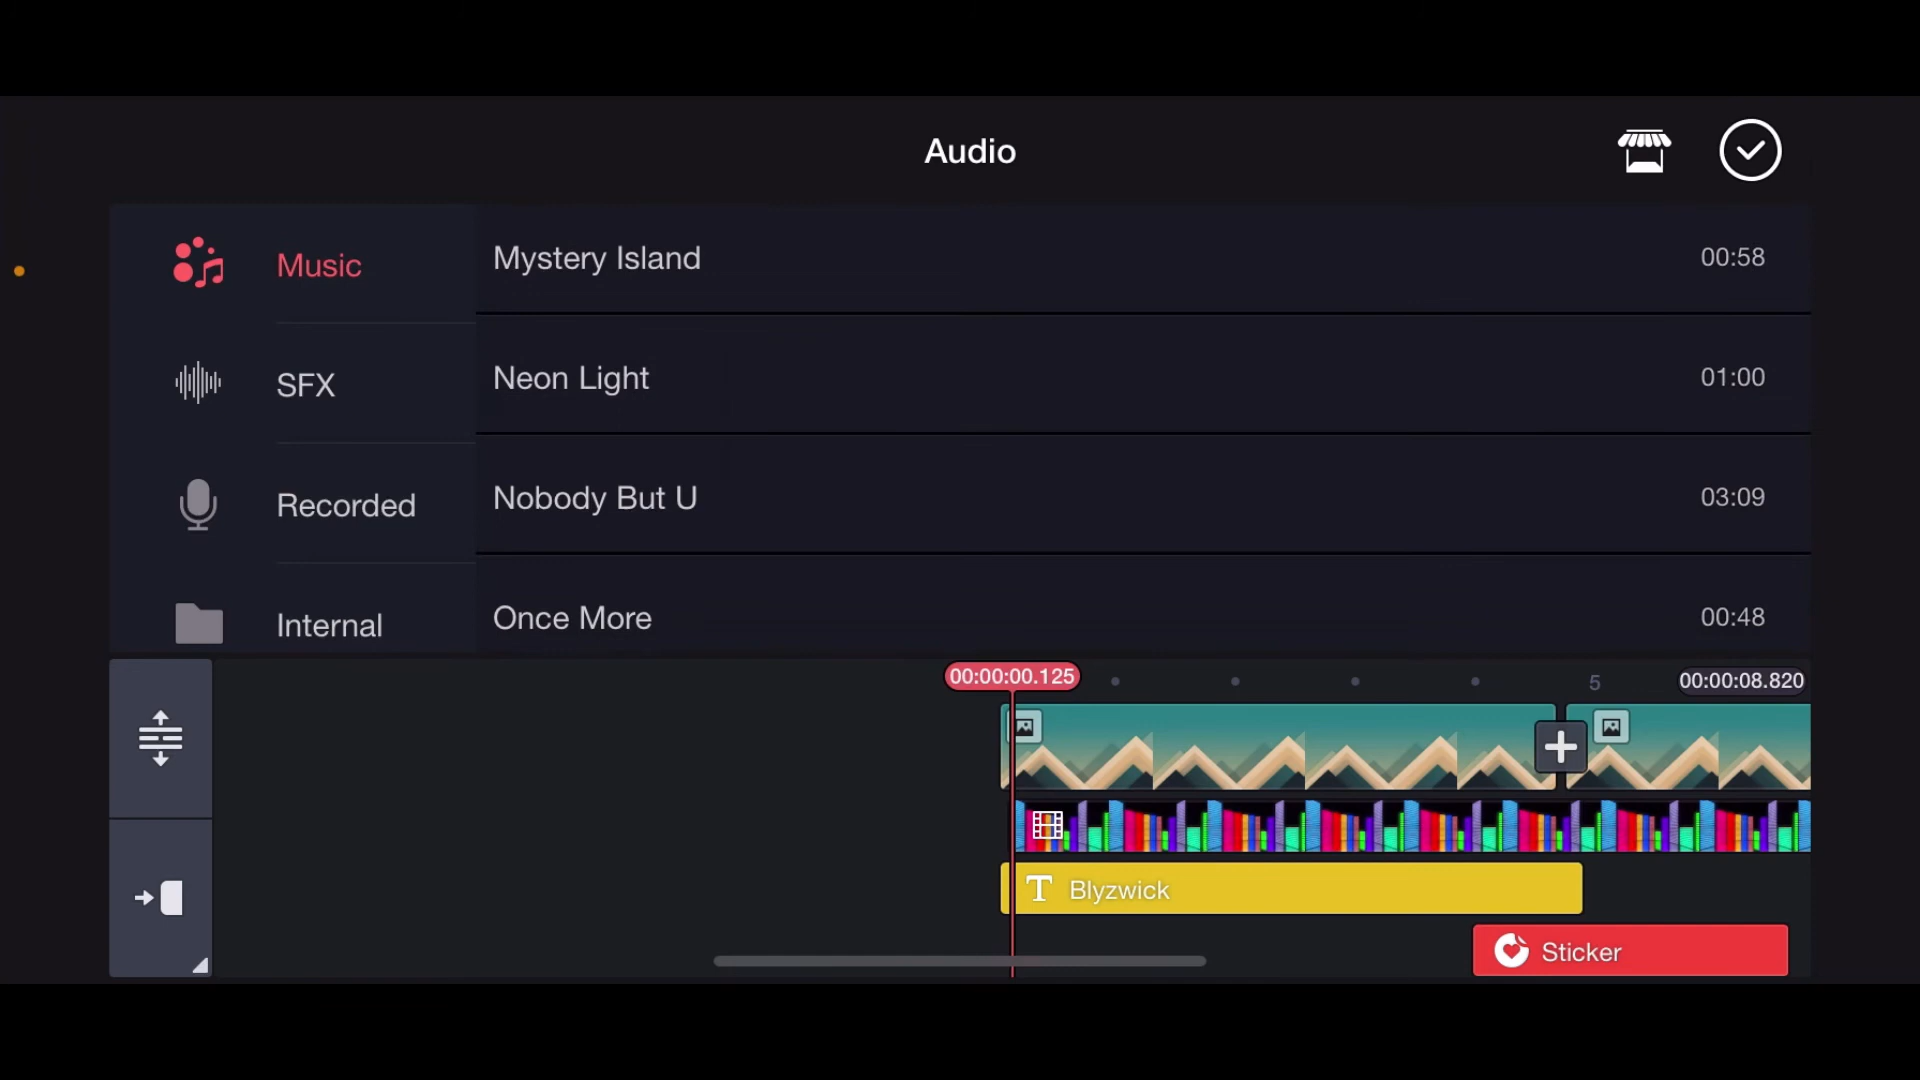 Audio
Music
Mystery Island
00:58
SFX
Neon Light
01:00
Recorded
Nobody But U
03:09
Internal
Once More
00:48
00:00:00.125
5
00:00:08.820
T Blyzwick
Sticker